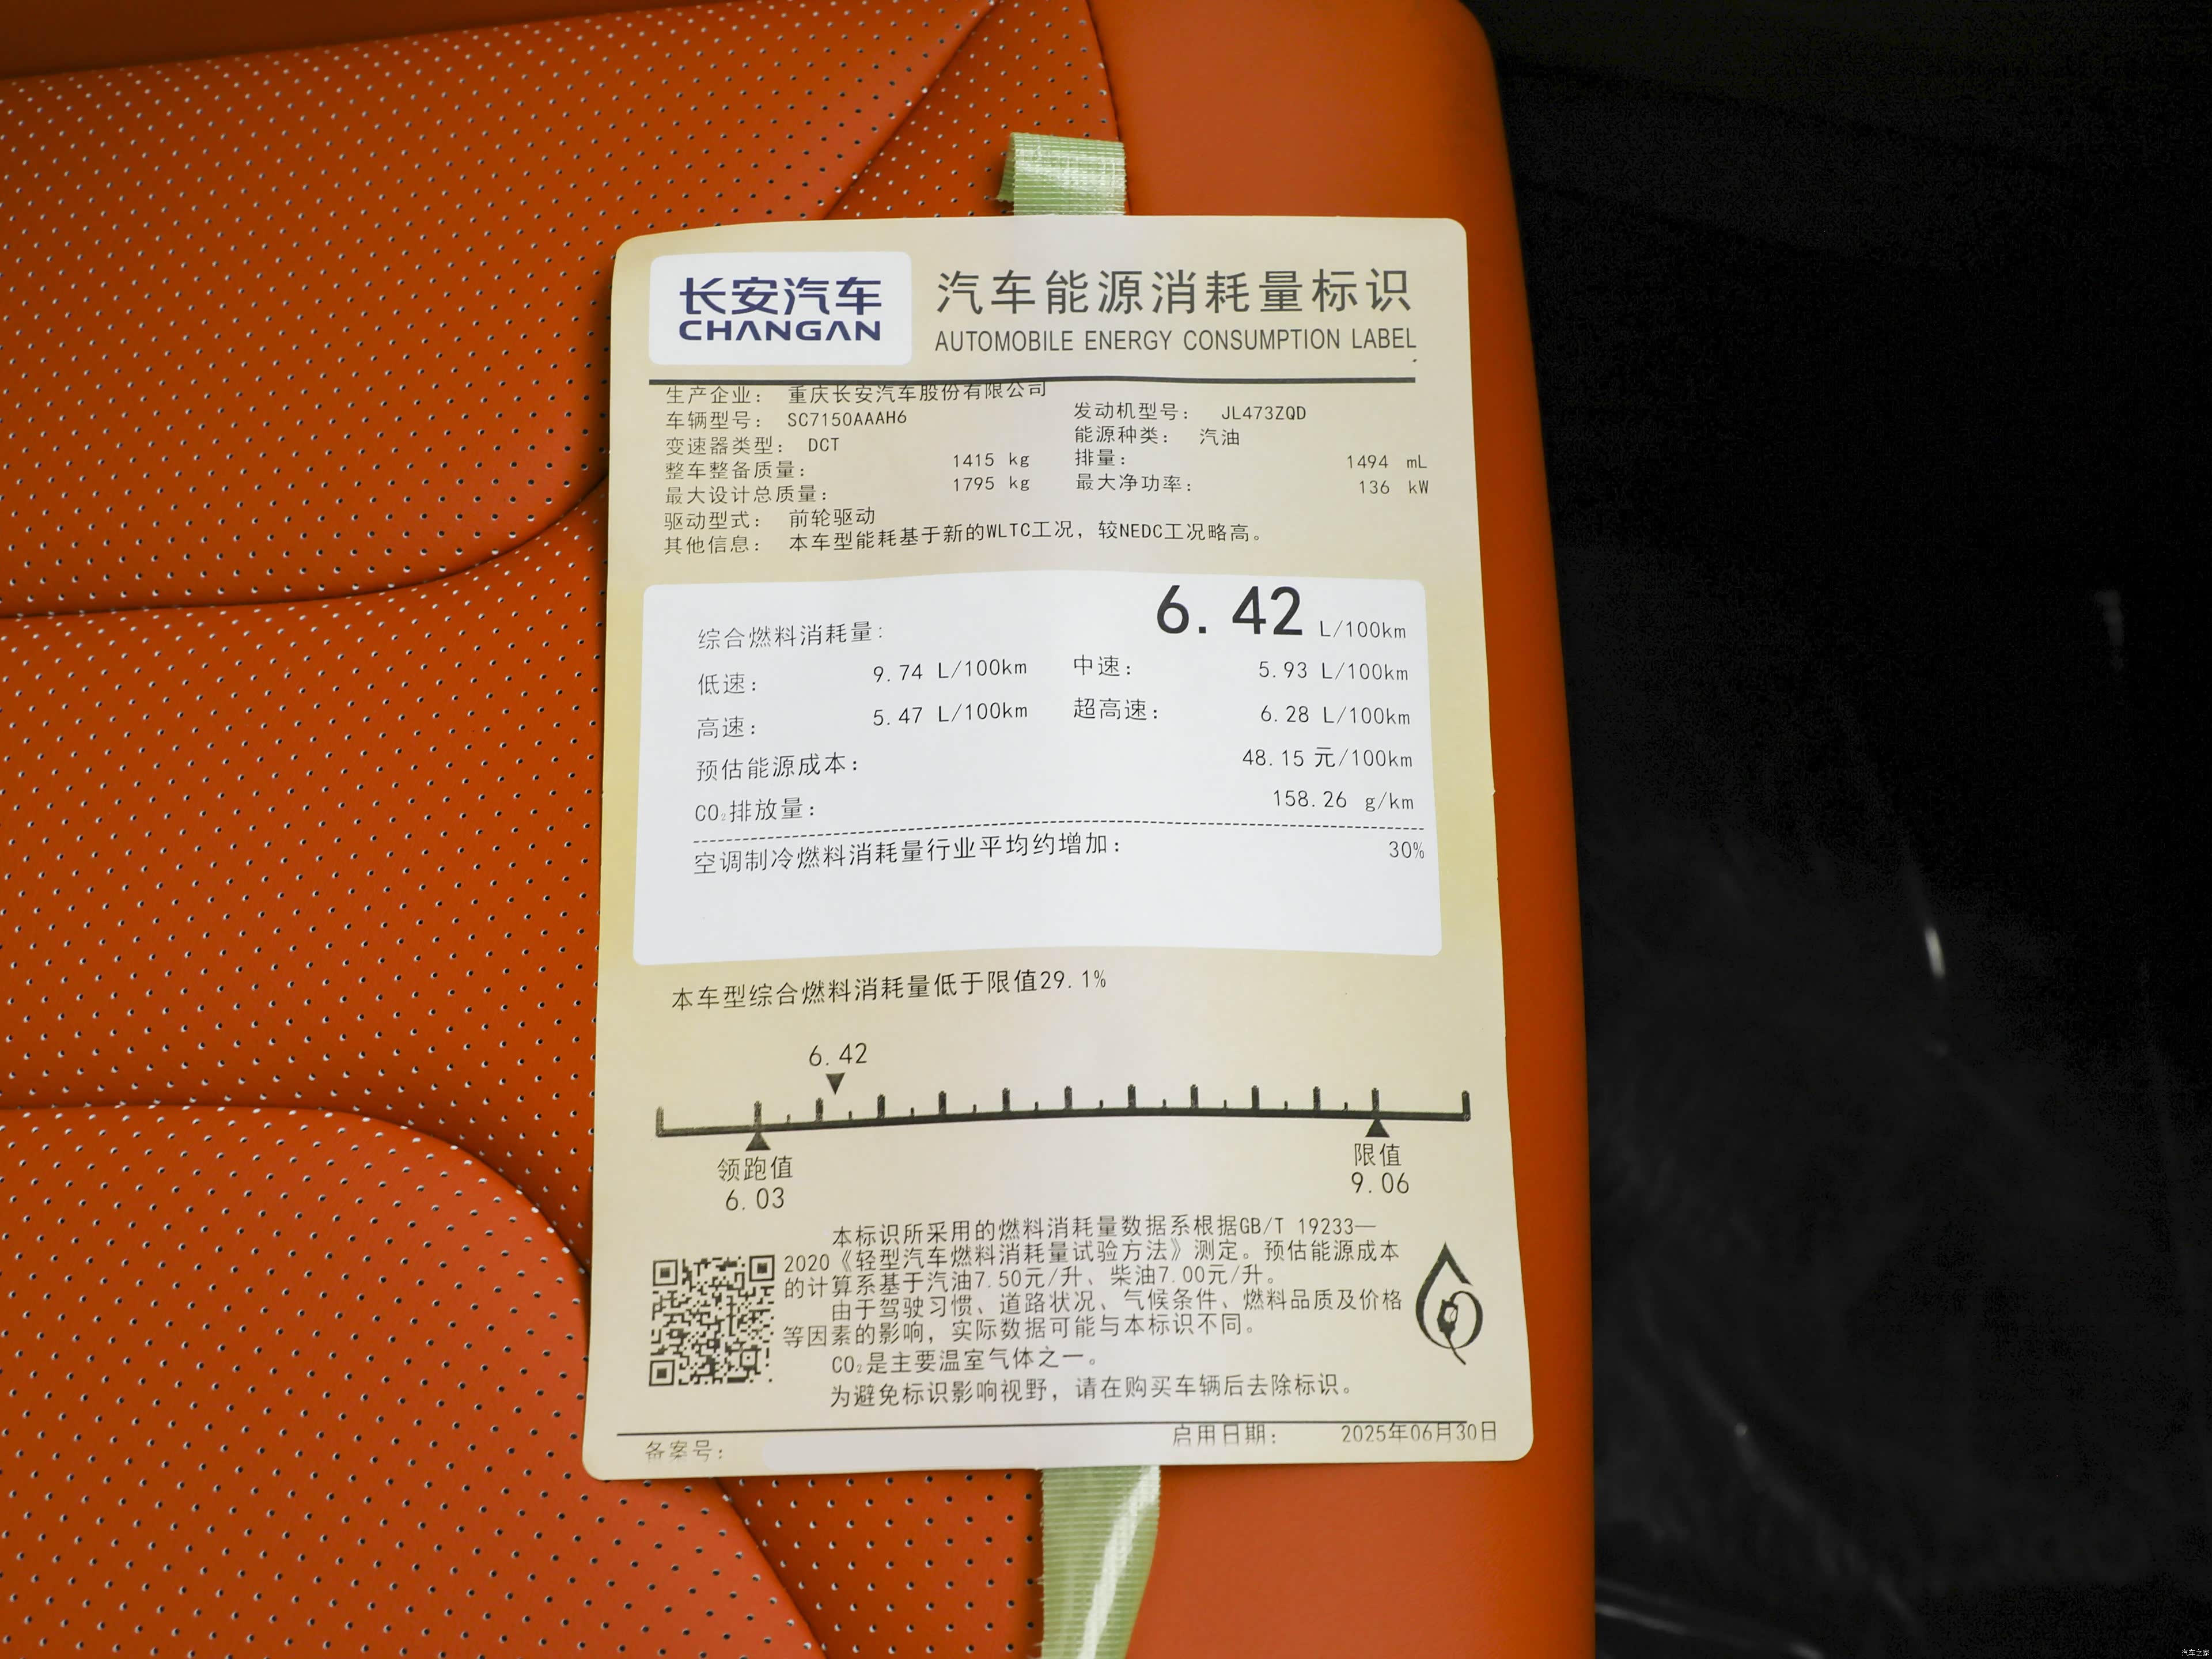 长安汽车
CHANGAN
汽车能源消耗量标识
AUTOMOBILE ENERGY CONSUMPTION LABEL
生产企业： 重庆长安汽车股份有限公司
车辆型号： SC7150AAAH6 发动机型号： JL473ZQD
变速器类型： DCT 能源种类： 汽油
整车整备质量： 1415 kg 排量： 1494 mL
最大设计总质量： 1795 kg 最大净功率： 136 kW
驱动型式： 前轮驱动
其他信息： 本车型能耗基于新的WLTC工况，较NEDC工况略高。
综合燃料消耗量： 6.42 L/100km
低速： 9.74 L/100km 中速： 5.93 L/100km
高速： 5.47 L/100km 超高速： 6.28 L/100km
预估能源成本： 48.15 元/100km
CO₂排放量： 158.26 g/km
空调制冷燃料消耗量行业平均约增加： 30%
本车型综合燃料消耗量低于限值29.1%
6.42
领跑值 限值
6.03 9.06
本标识所采用的燃料消耗量数据系根据GB/T 19233—
2020《轻型汽车燃料消耗量试验方法》测定。预估能源成本
的计算系基于汽油7.50元/升、柴油7.00元/升。
由于驾驶习惯、道路状况、气候条件、燃料品质及价格
等因素的影响，实际数据可能与本标识不同。
CO₂是主要温室气体之一。
为避免标识影响视野，请在购买车辆后去除标识。
备案号： 启用日期： 2025年06月30日
汽车之家